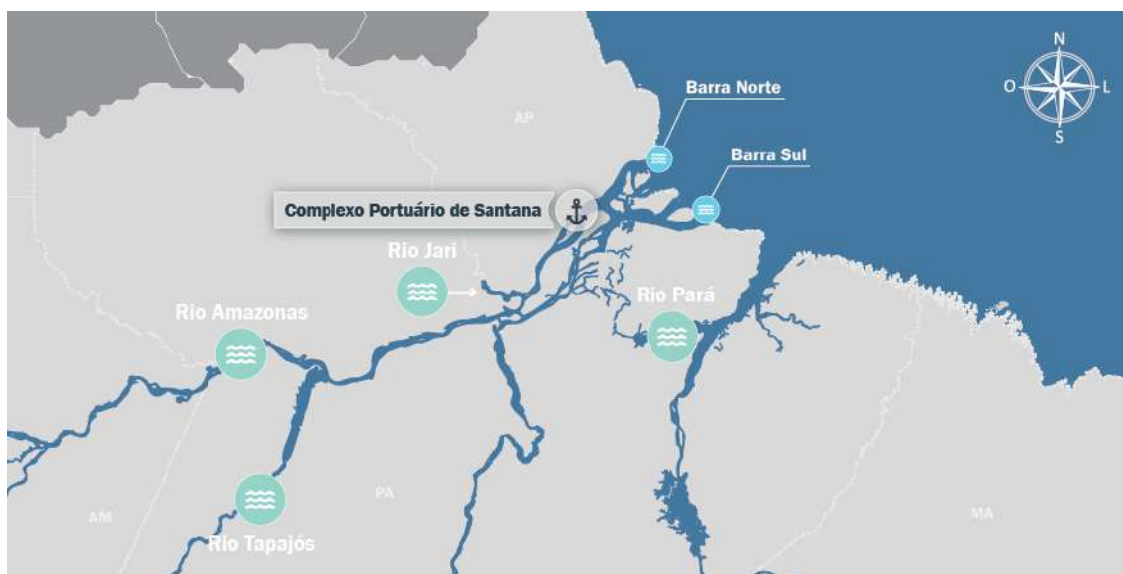 N
O
L
S
Barra Norte
AP
Barra Sul
Complexo Portuário de Santana
Rio Jari
Rio Pará
Rio Amazonas
PA
AM
MA
Rio Tapajós